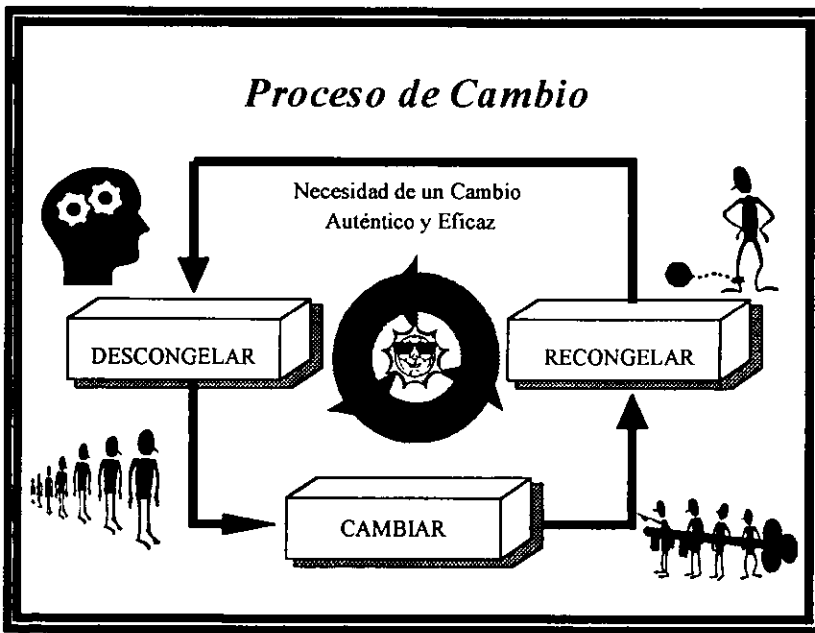 Proceso de Cambio
Necesidad de un Cambio
Auténtico y Eficaz
DESCONGELAR
RECONGELAR
CAMBIAR